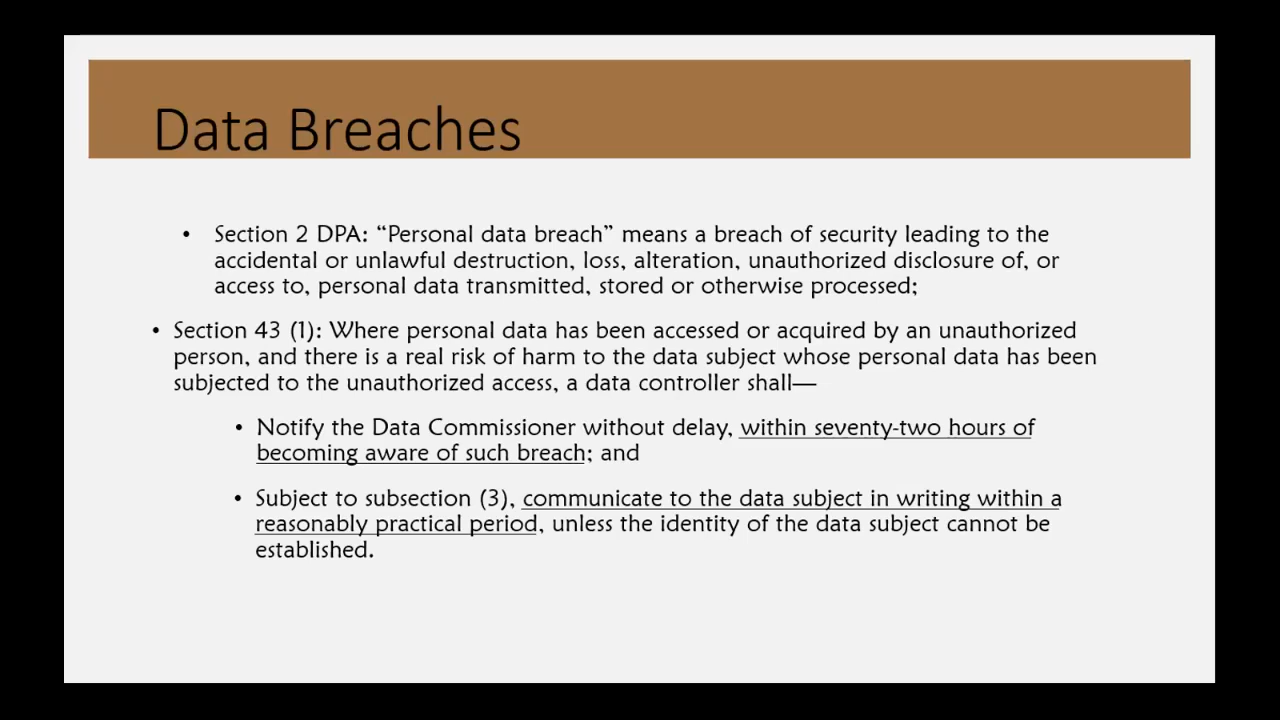 Data Breaches
• Section 2 DPA: “Personal data breach” means a breach of security leading to the
accidental or unlawful destruction, loss, alteration, unauthorized disclosure of, or
access to, personal data transmitted, stored or otherwise processed;
• Section 43 (1): Where personal data has been accessed or acquired by an unauthorized
person, and there is a real risk of harm to the data subject whose personal data has been
subjected to the unauthorized access, a data controller shall—
• Notify the Data Commissioner without delay, within seventy-two hours of
becoming aware of such breach; and
• Subject to subsection (3), communicate to the data subject in writing within a
reasonably practical period, unless the identity of the data subject cannot be
established.